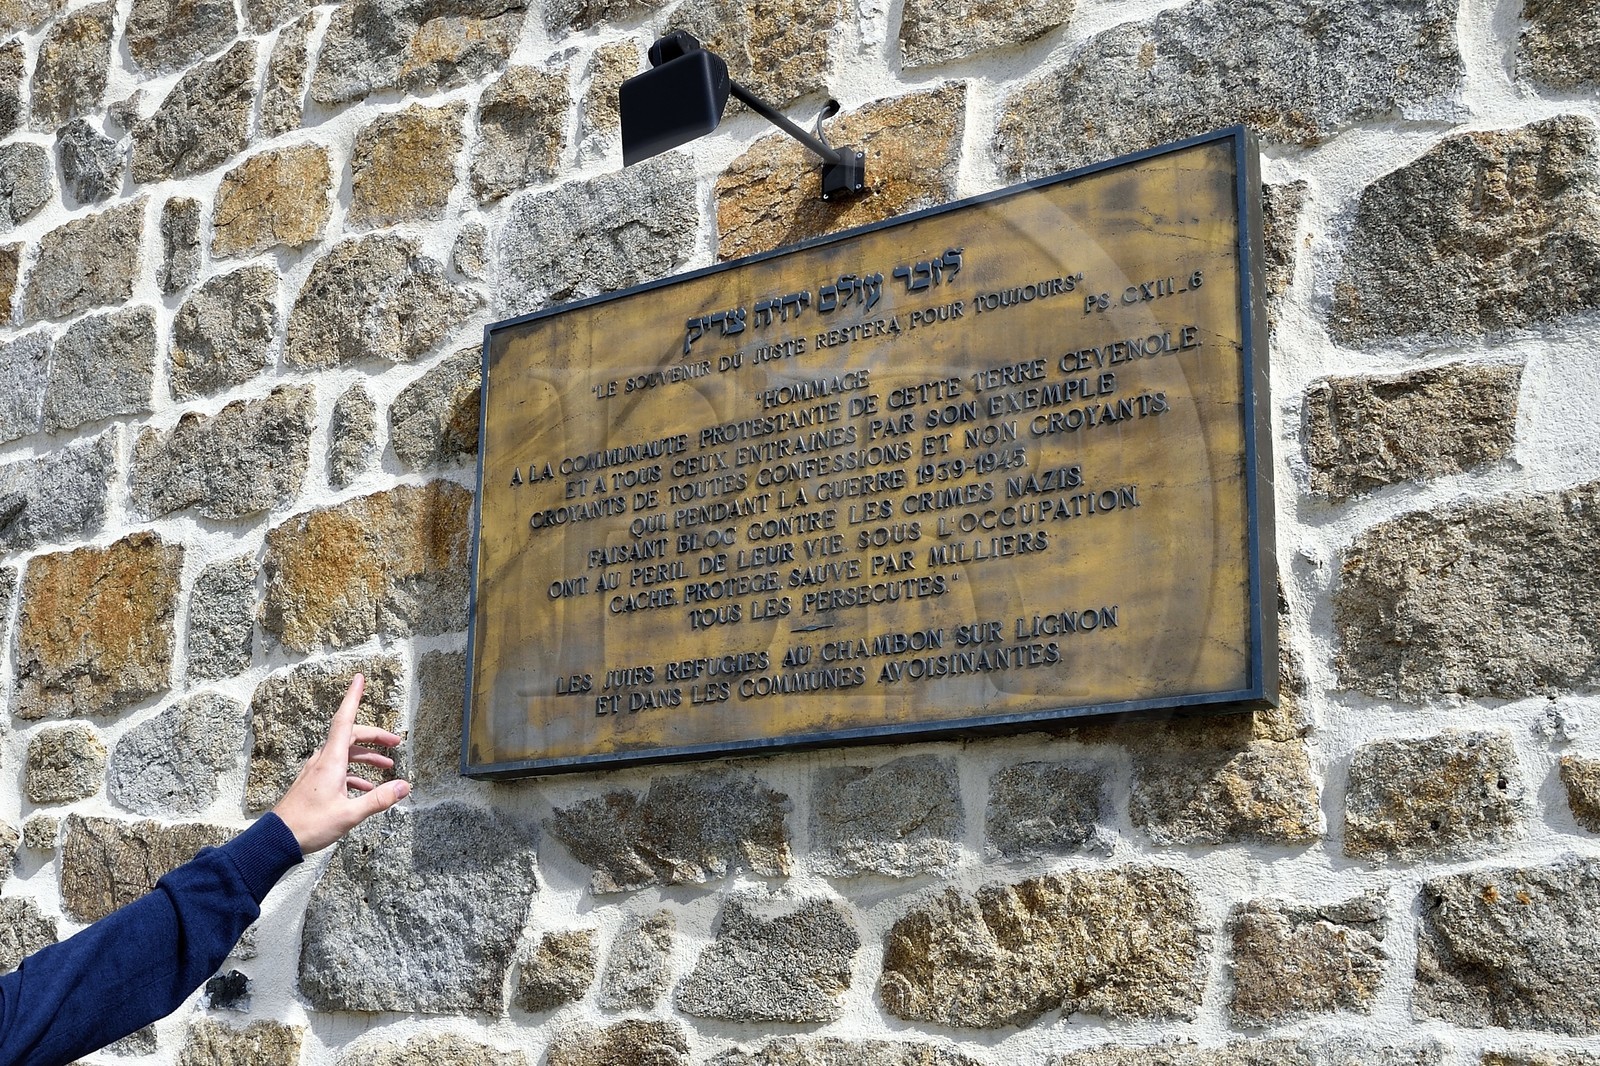 לזכר עולם יהיה צדיק
"LE SOUVENIR DU JUSTE RESTERA POUR TOUJOURS"
PS. CXII_6
"HOMMAGE
A LA COMMUNAUTE PROTESTANTE DE CETTE TERRE CEVENOLE.
ET A TOUS CEUX. ENTRAINES PAR SON EXEMPLE
CROYANTS DE TOUTES CONFESSIONS ET NON CROYANTS.
QUI PENDANT LA GUERRE 1939-1945.
FAISANT BLOC CONTRE LES CRIMES NAZIS.
ONT AU PERIL DE LEUR VIE. SOUS L'OCCUPATION.
CACHE. PROTEGE. SAUVE PAR MILLIERS
TOUS LES PERSECUTES."
LES JUIFS REFUGIES AU CHAMBON SUR LIGNON
ET DANS LES COMMUNES AVOISINANTES.